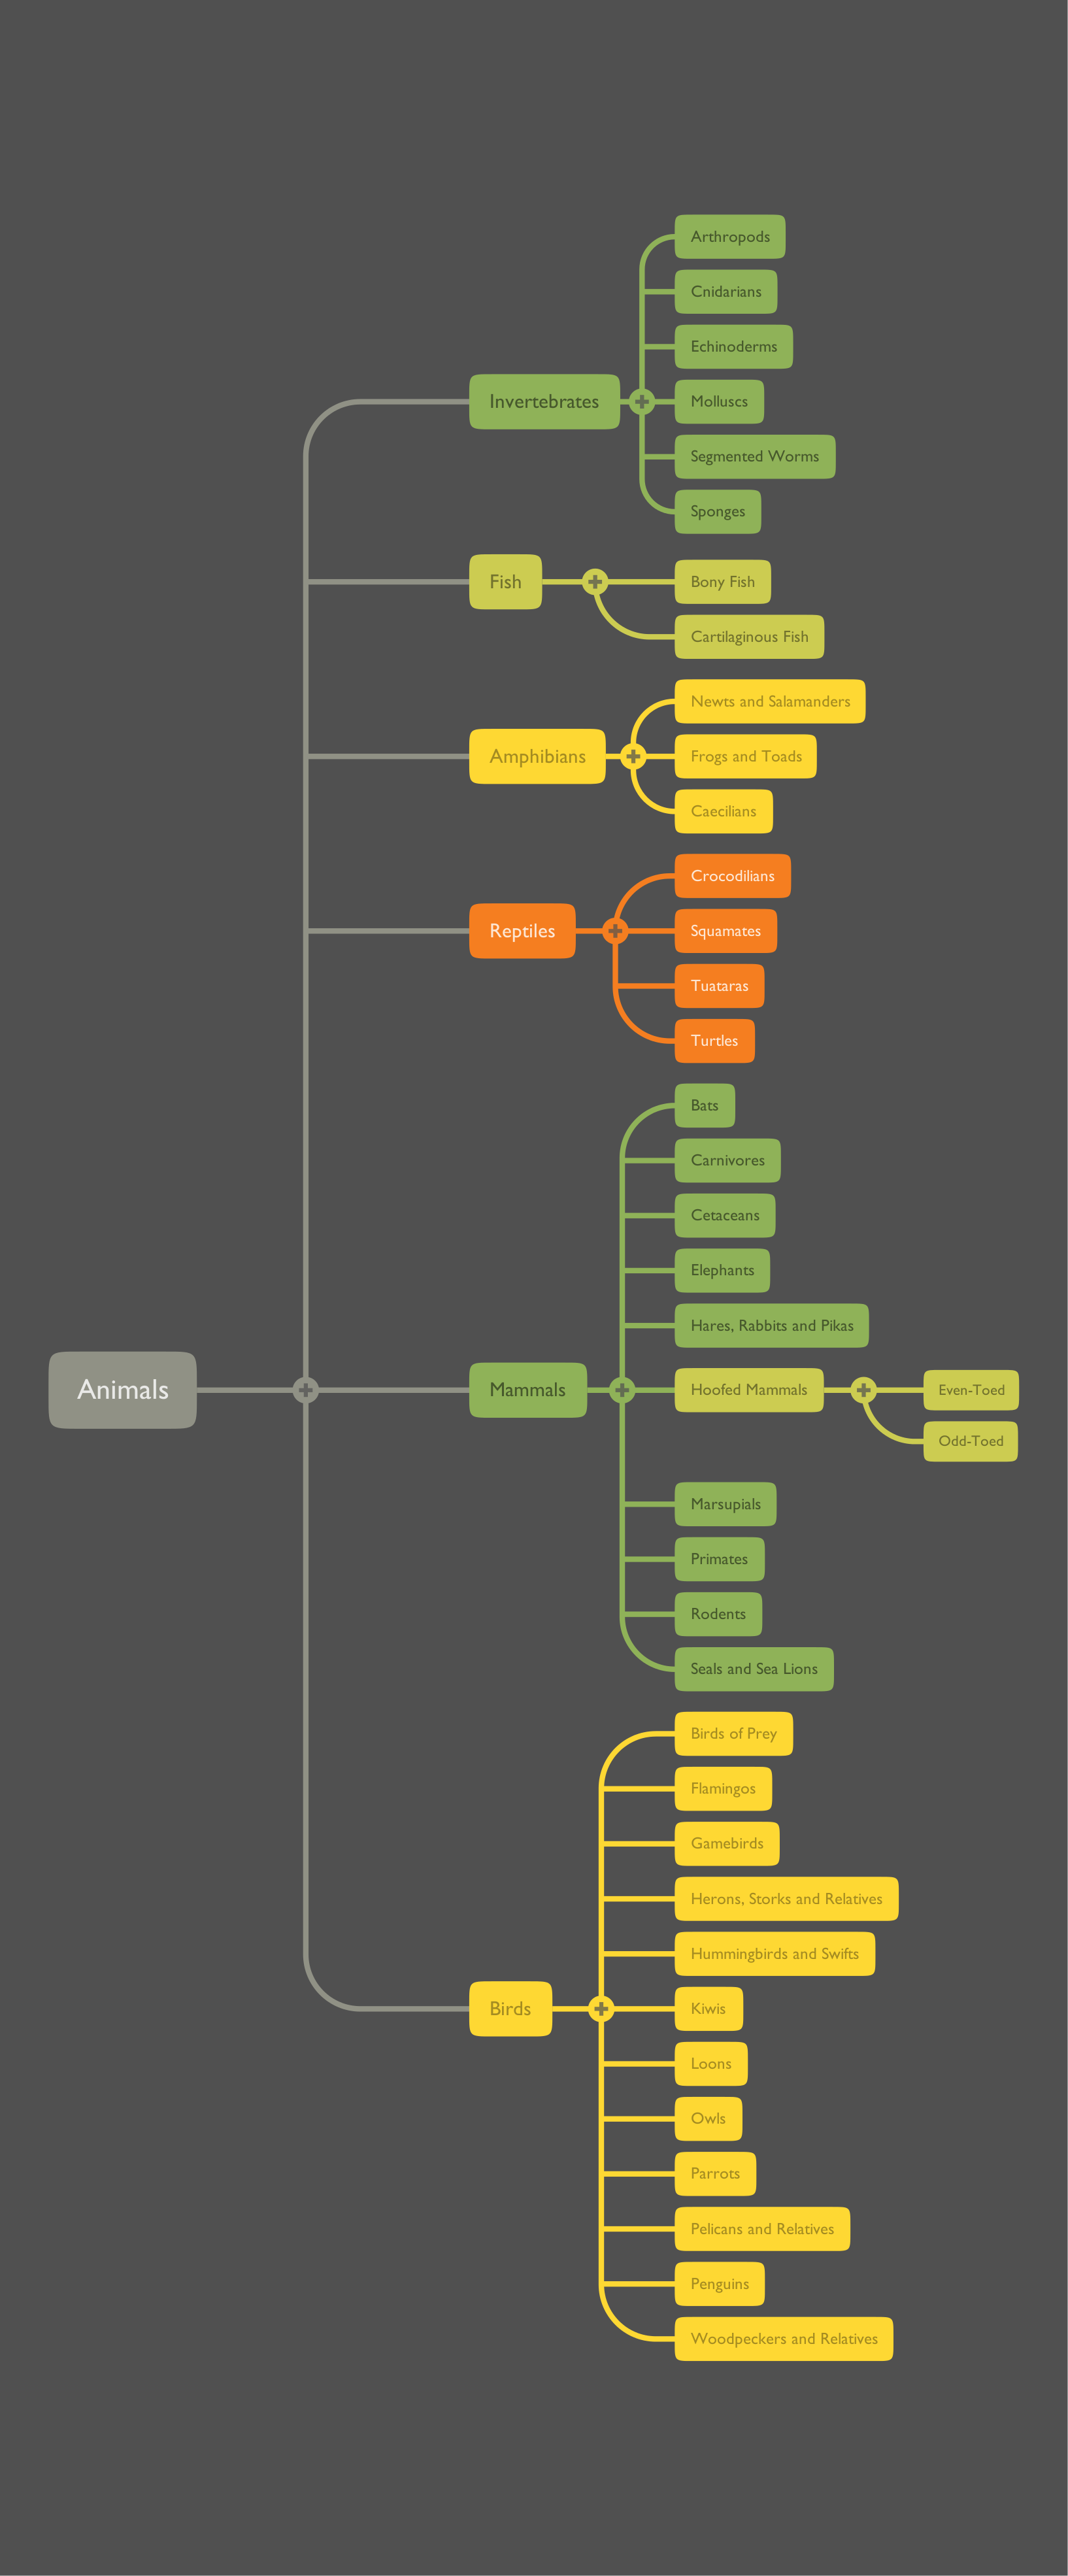 Animals
Invertebrates
Arthropods
Cnidarians
Echinoderms
Molluscs
Segmented Worms
Sponges
Fish
Bony Fish
Cartilaginous Fish
Amphibians
Newts and Salamanders
Frogs and Toads
Caecilians
Reptiles
Crocodilians
Squamates
Tuataras
Turtles
Mammals
Bats
Carnivores
Cetaceans
Elephants
Hares, Rabbits and Pikas
Hoofed Mammals
Even-Toed
Odd-Toed
Marsupials
Primates
Rodents
Seals and Sea Lions
Birds
Birds of Prey
Flamingos
Gamebirds
Herons, Storks and Relatives
Hummingbirds and Swifts
Kiwis
Loons
Owls
Parrots
Pelicans and Relatives
Penguins
Woodpeckers and Relatives